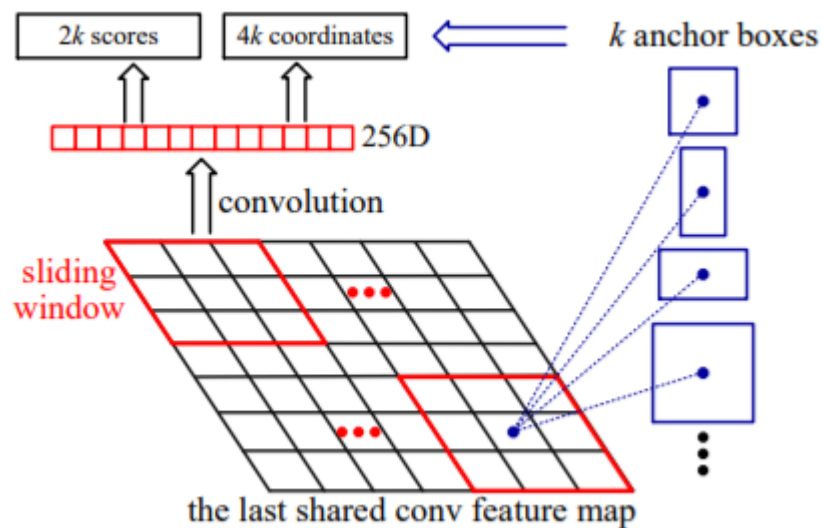 2k scores
4k coordinates
k anchor boxes
256D
convolution
sliding
window
the last shared conv feature map